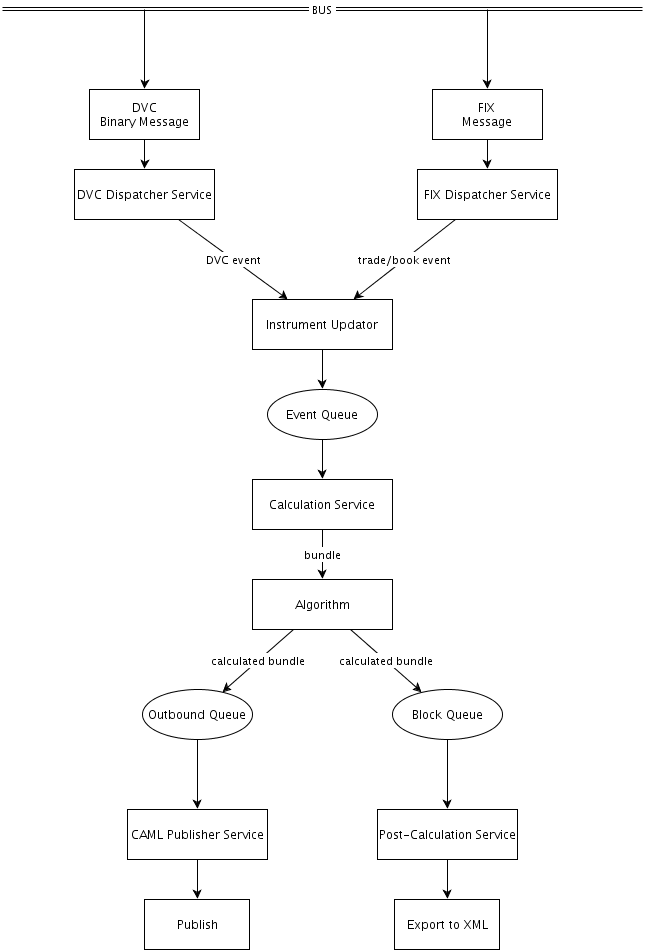 BUS
DVC
Binary Message
FIX
Message
DVC Dispatcher Service
FIX Dispatcher Service
DVC event
trade/book event
Instrument Updator
Event Queue
Calculation Service
bundle
Algorithm
calculated bundle
calculated bundle
Outbound Queue
Block Queue
CAML Publisher Service
Post-Calculation Service
Publish
Export to XML